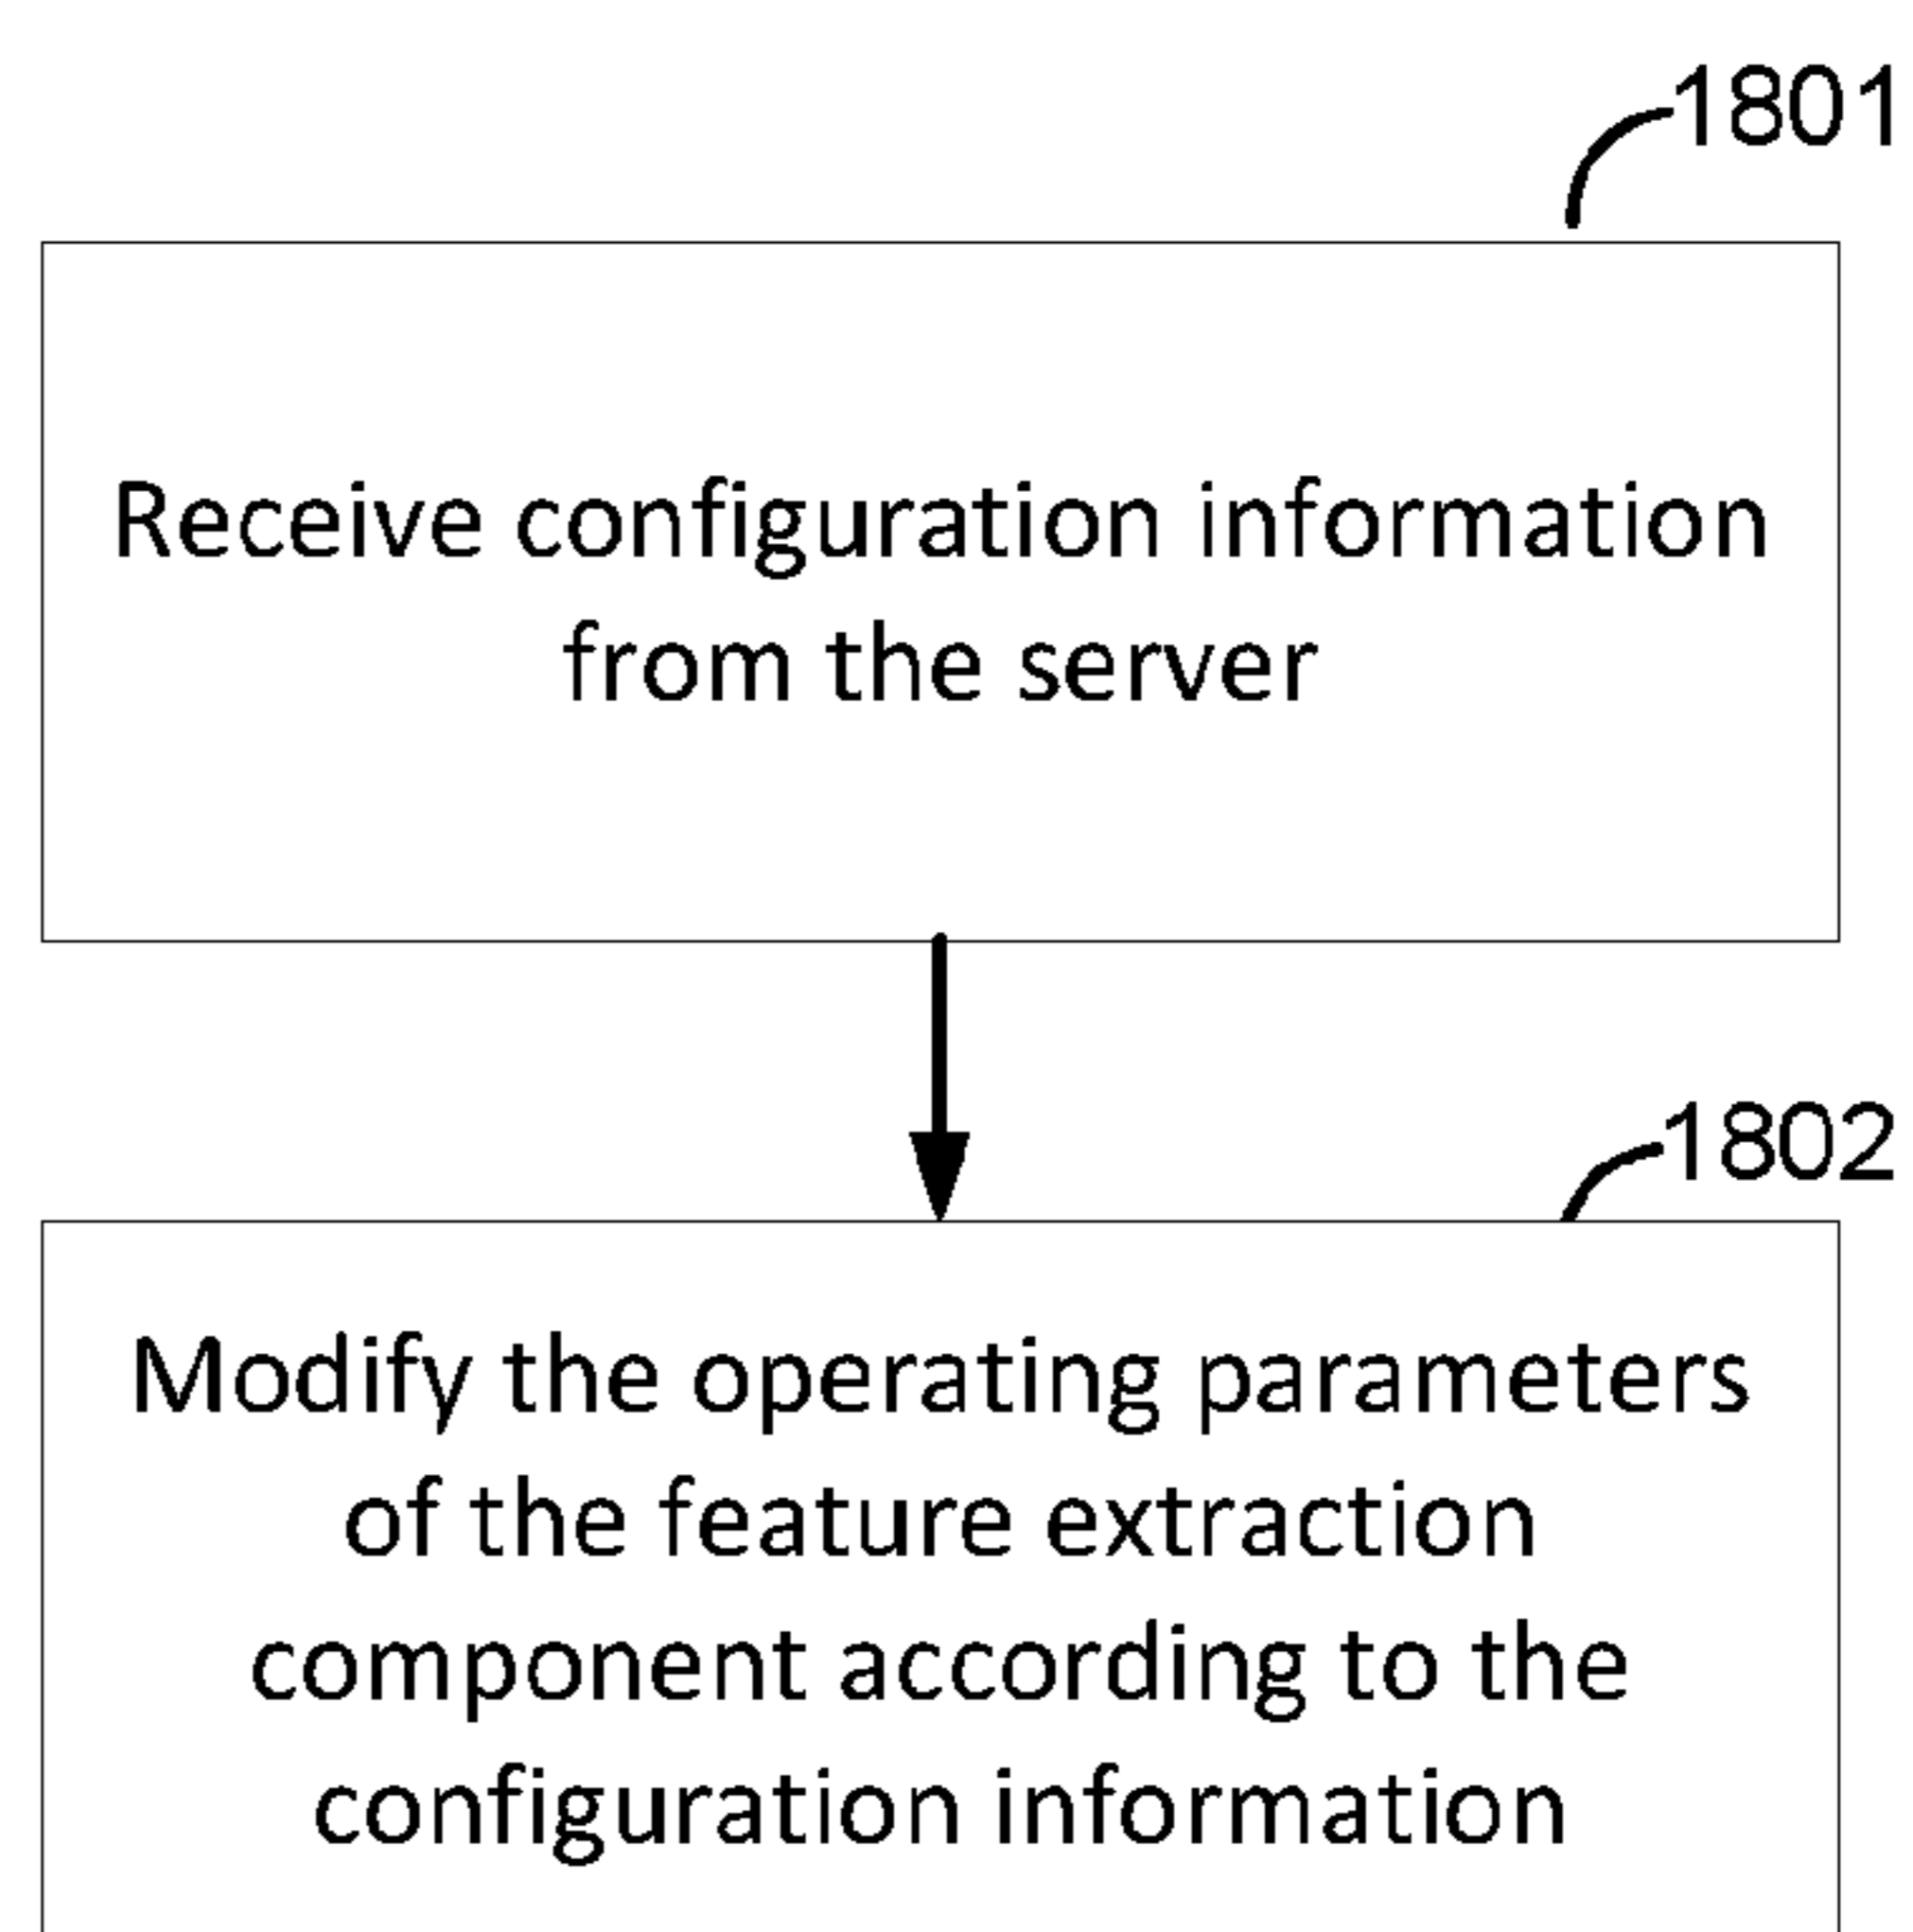 1801
Receive configuration information
from the server
1802
Modify the operating parameters
of the feature extraction
component according to the
configuration information